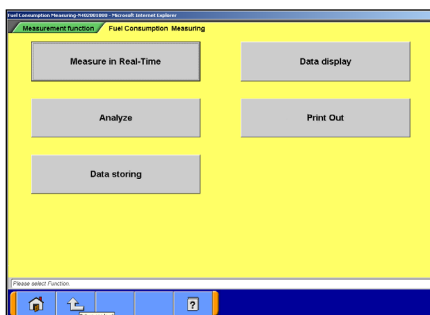 Fuel Consumption Measuring - Microsoft Internet Explorer
Measurement function Fuel Consumption Measuring
Measure in Real-Time
Data display
Analyze
Print Out
Data storing
Please select Function.
?